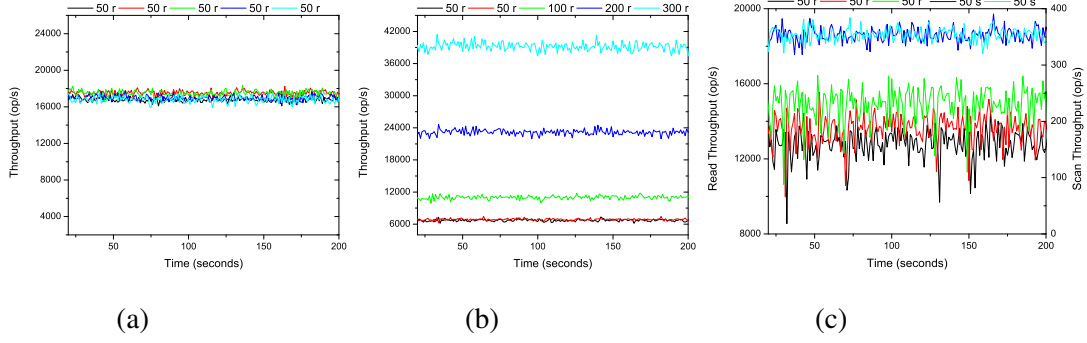 50 r 50 r 50 r 50 r 50 r
24000
20000
16000
12000
8000
4000
Throughput (op/s)
50 100 150 200
Time (seconds)
(a)
50 r 50 r 100 r 200 r 300 r
42000
36000
30000
24000
18000
12000
6000
Throughput (op/s)
50 100 150 200
Time (seconds)
(b)
50 r 50 r 50 r 50 s 50 s
20000
16000
12000
8000
Read Throughput (op/s)
400
300
200
100
0
Scan Throughput (op/s)
50 100 150 200
Time (seconds)
(c)